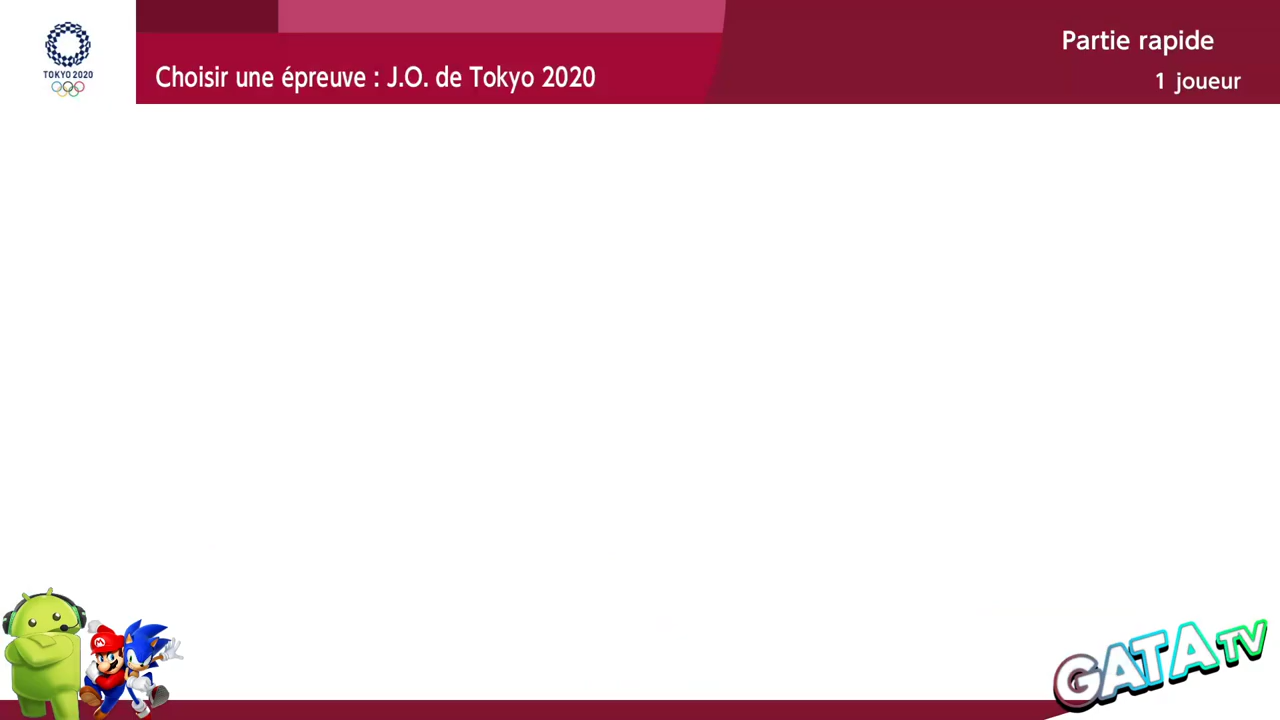 TOKYO 2020
Choisir une épreuve : J.O. de Tokyo 2020
Partie rapide
1 joueur
M
GATA TV